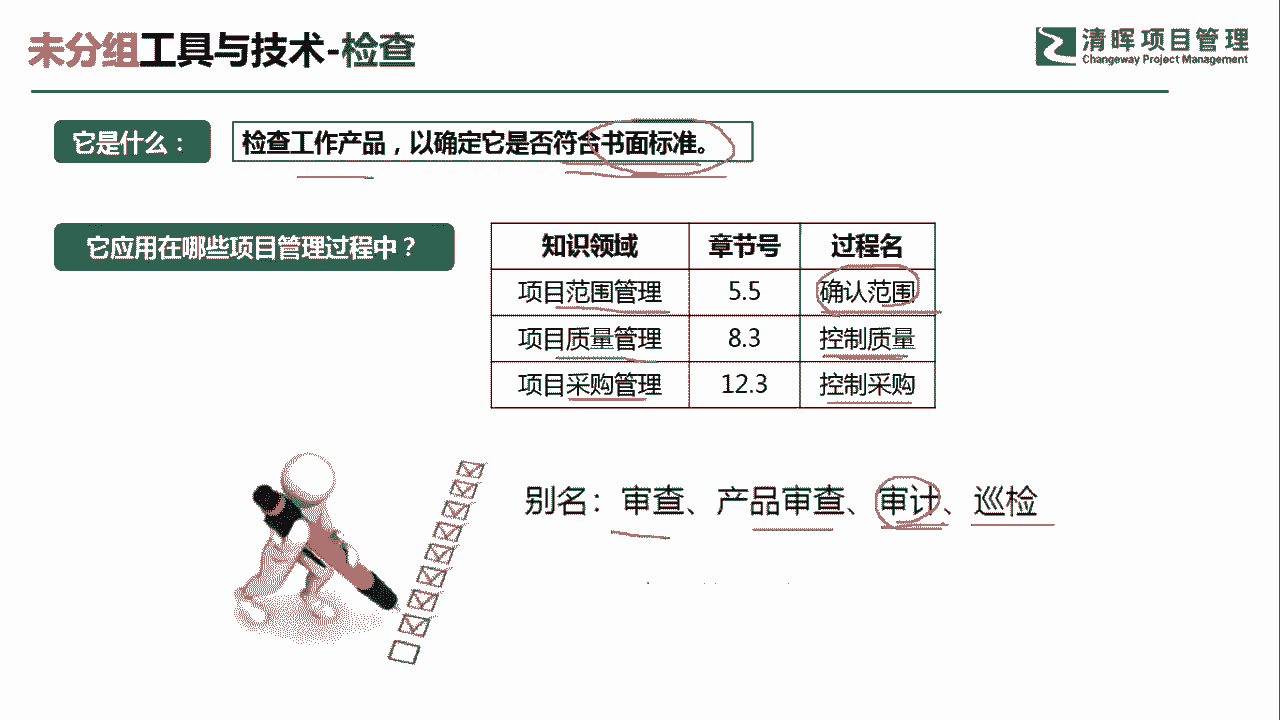 未分组工具与技术-检查
清晖项目管理
Changeway Project Management
它是什么：
检查工作产品，以确定它是否符合书面标准。
它应用在哪些项目管理过程中？
知识领域 章节号 过程名
项目范围管理 5.5 确认范围
项目质量管理 8.3 控制质量
项目采购管理 12.3 控制采购
别名：审查、产品审查、审计、巡检